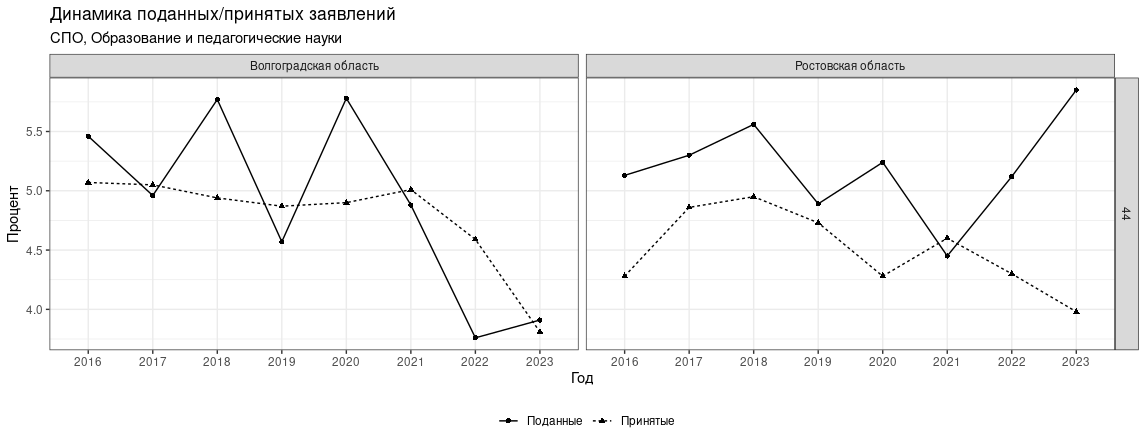 Динамика поданных/принятых заявлений
СПО, Образование и педагогические науки
Волгоградская область
Ростовская область
5.5
5.0
4.5
4.0
Процент
44
2016 2017 2018 2019 2020 2021 2022 2023
2016 2017 2018 2019 2020 2021 2022 2023
Год
Поданные Принятые